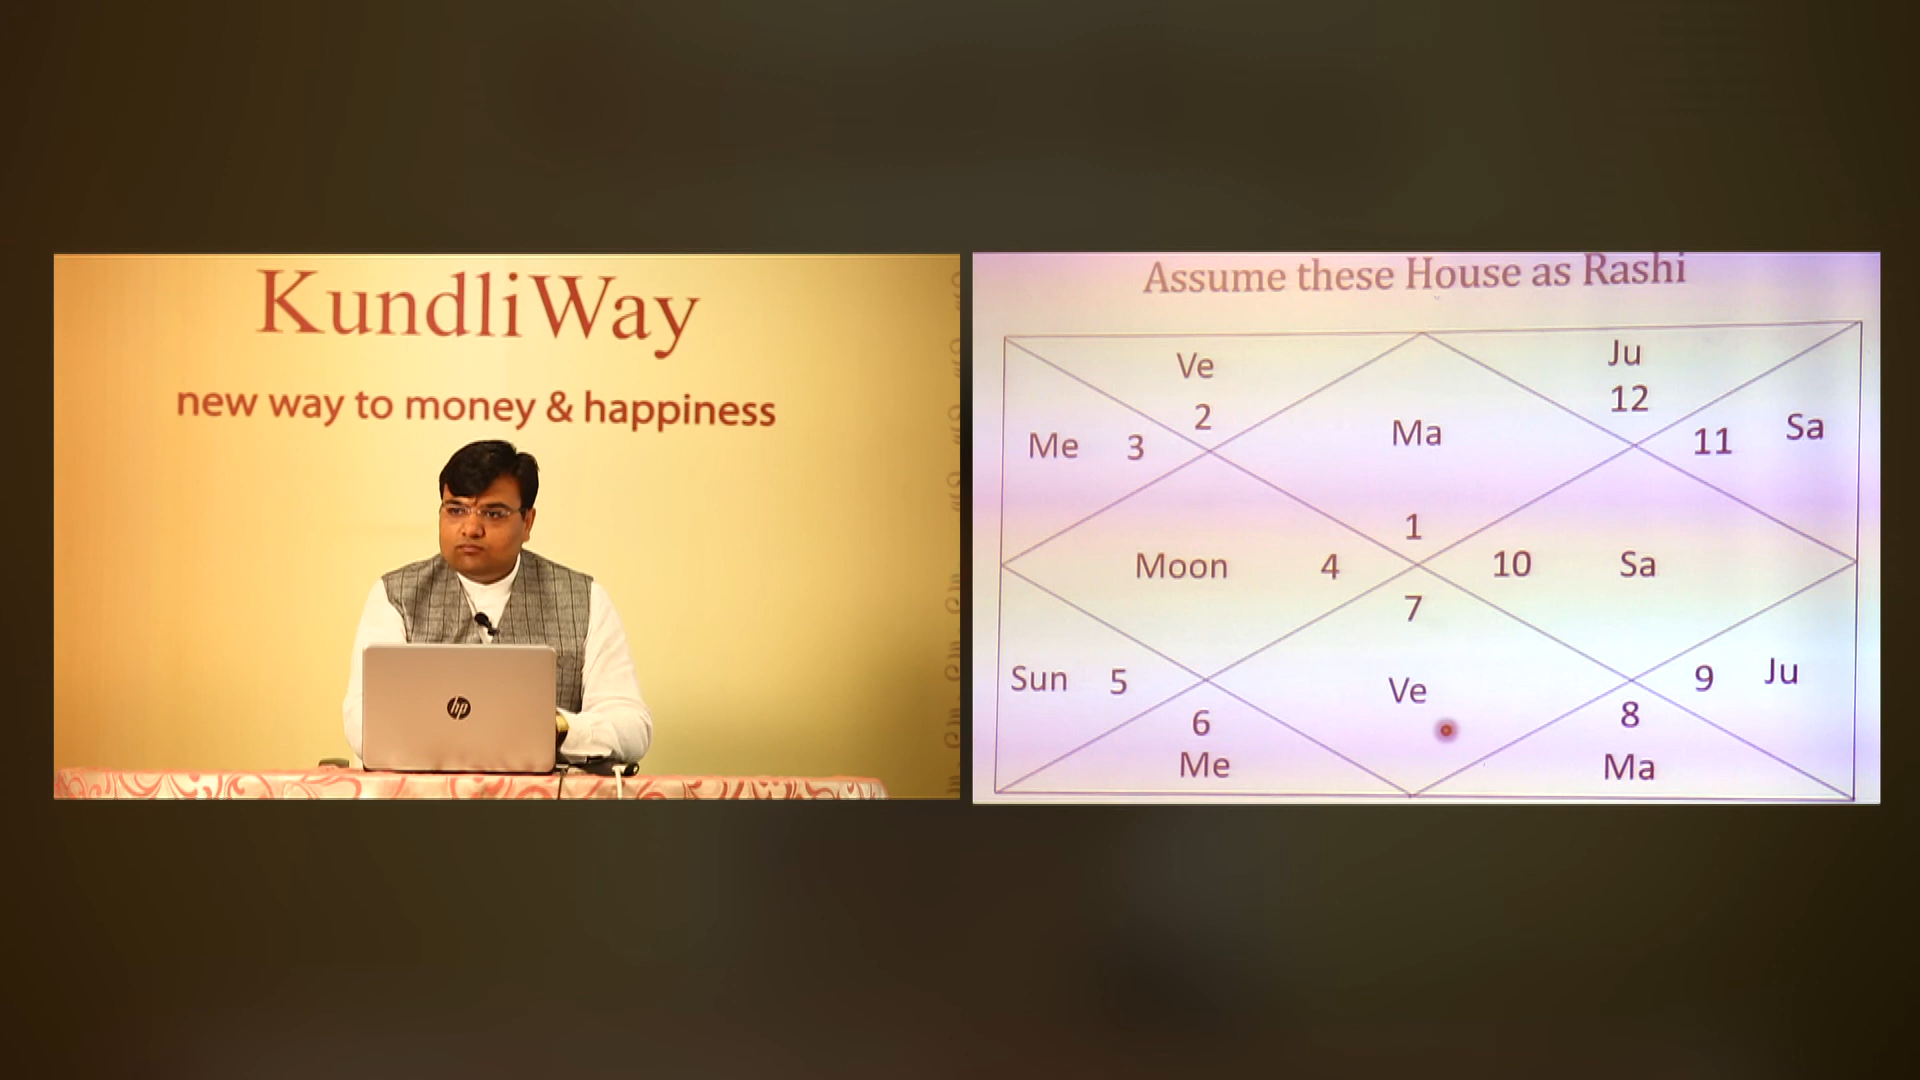 KundliWay
new way to money & happiness
hp
Assume these House as Rashi
Ve
2
Me 3
Ma
1
Ju
12
11 Sa
Moon 4
10 Sa
7
Ve
Sun 5
6
Me
9 Ju
8
Ma